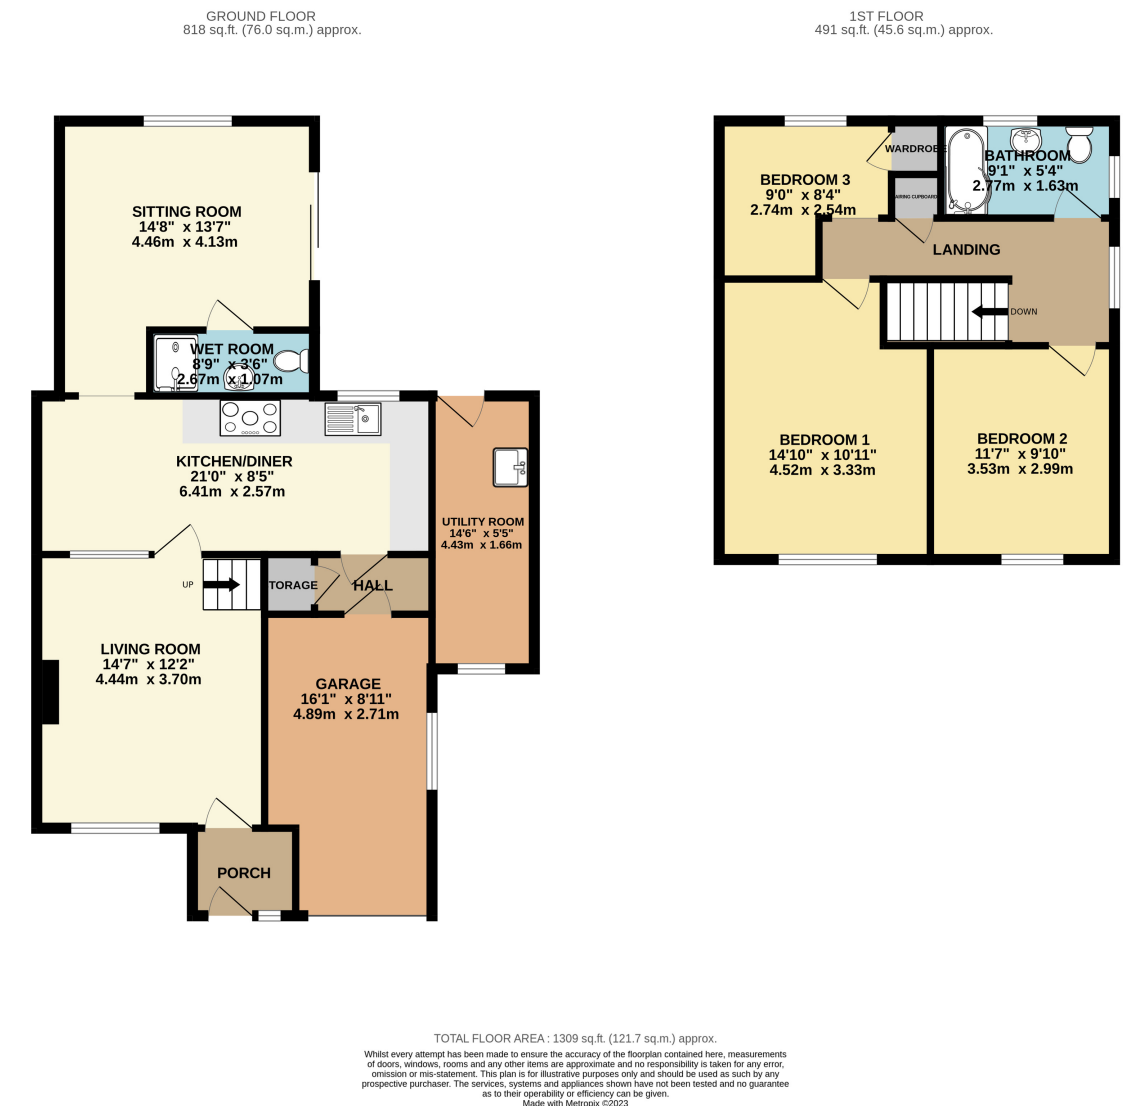 GROUND FLOOR
818 sq.ft. (76.0 sq.m.) approx.
1ST FLOOR
491 sq.ft. (45.6 sq.m.) approx.
SITTING ROOM
14'8" x 13'7"
4.46m x 4.13m
WET ROOM
8'9" x 3'6"
2.67m x 1.07m
KITCHEN/DINER
21'0" x 8'5"
6.41m x 2.57m
UTILITY ROOM
14'6" x 5'5"
4.43m x 1.66m
UP
TORAGE
HALL
LIVING ROOM
14'7" x 12'2"
4.44m x 3.70m
GARAGE
16'1" x 8'11"
4.89m x 2.71m
PORCH
WARDROBE
BATHROOM
9'1" x 5'4"
2.77m x 1.63m
BEDROOM 3
9'0" x 8'4"
2.74m x 2.54m
AIRING CUPBOARD
LANDING
DOWN
BEDROOM 1
14'10" x 10'11"
4.52m x 3.33m
BEDROOM 2
11'7" x 9'10"
3.53m x 2.99m
TOTAL FLOOR AREA : 1309 sq.ft. (121.7 sq.m.) approx.
Whilst every attempt has been made to ensure the accuracy of the floorplan contained here, measurements
of doors, windows, rooms and any other items are approximate and no responsibility is taken for any error,
omission or mis-statement. This plan is for illustrative purposes only and should be used as such by any
prospective purchaser. The services, systems and appliances shown have not been tested and no guarantee
as to their operability or efficiency can be given.
Made with Metropix ©2023